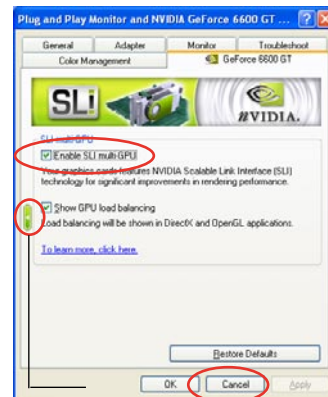 Plug and Play Monitor and NVIDIA GeForce 6600 GT ...
General Adapter Monitor Troubleshoot
Color Management GeForce 6600 GT
SLI nVIDIA.
SLI multi-GPU
Enable SLI multi-GPU
Your graphics cards features NVIDIA Scalable Link Interface (SLI)
technology for significant improvements in rendering performance.
Show GPU load balancing
Load balancing will be shown in DirectX and OpenGL applications.
To learn more, click here.
Restore Defaults
OK Cancel Apply